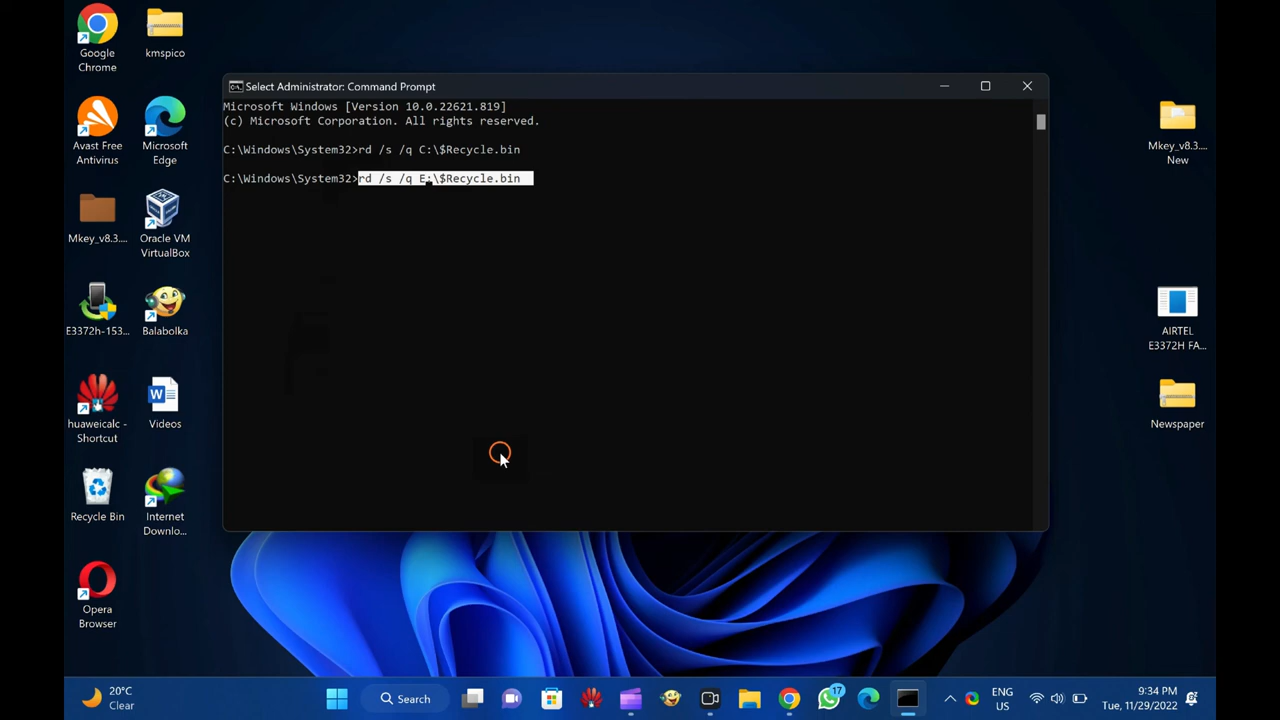 Google
Chrome
kmspico
Avast Free
Antivirus
Microsoft
Edge
Mkey_v8.3....
Oracle VM
VirtualBox
E3372h-153...
Balabolka
huaweicalc -
Shortcut
Videos
Recycle Bin
Internet
Downlo...
Opera
Browser
Select Administrator: Command Prompt
Microsoft Windows [Version 10.0.22621.819]
(c) Microsoft Corporation. All rights reserved.
C:\Windows\System32>rd /s /q C:\$Recycle.bin
C:\Windows\System32>rd /s /q E:\$Recycle.bin
Mkey_v8.3....
New
AIRTEL
E3372H FA...
Newspaper
20°C
Clear
Search
17
ENG
US
9:34 PM
Tue, 11/29/2022